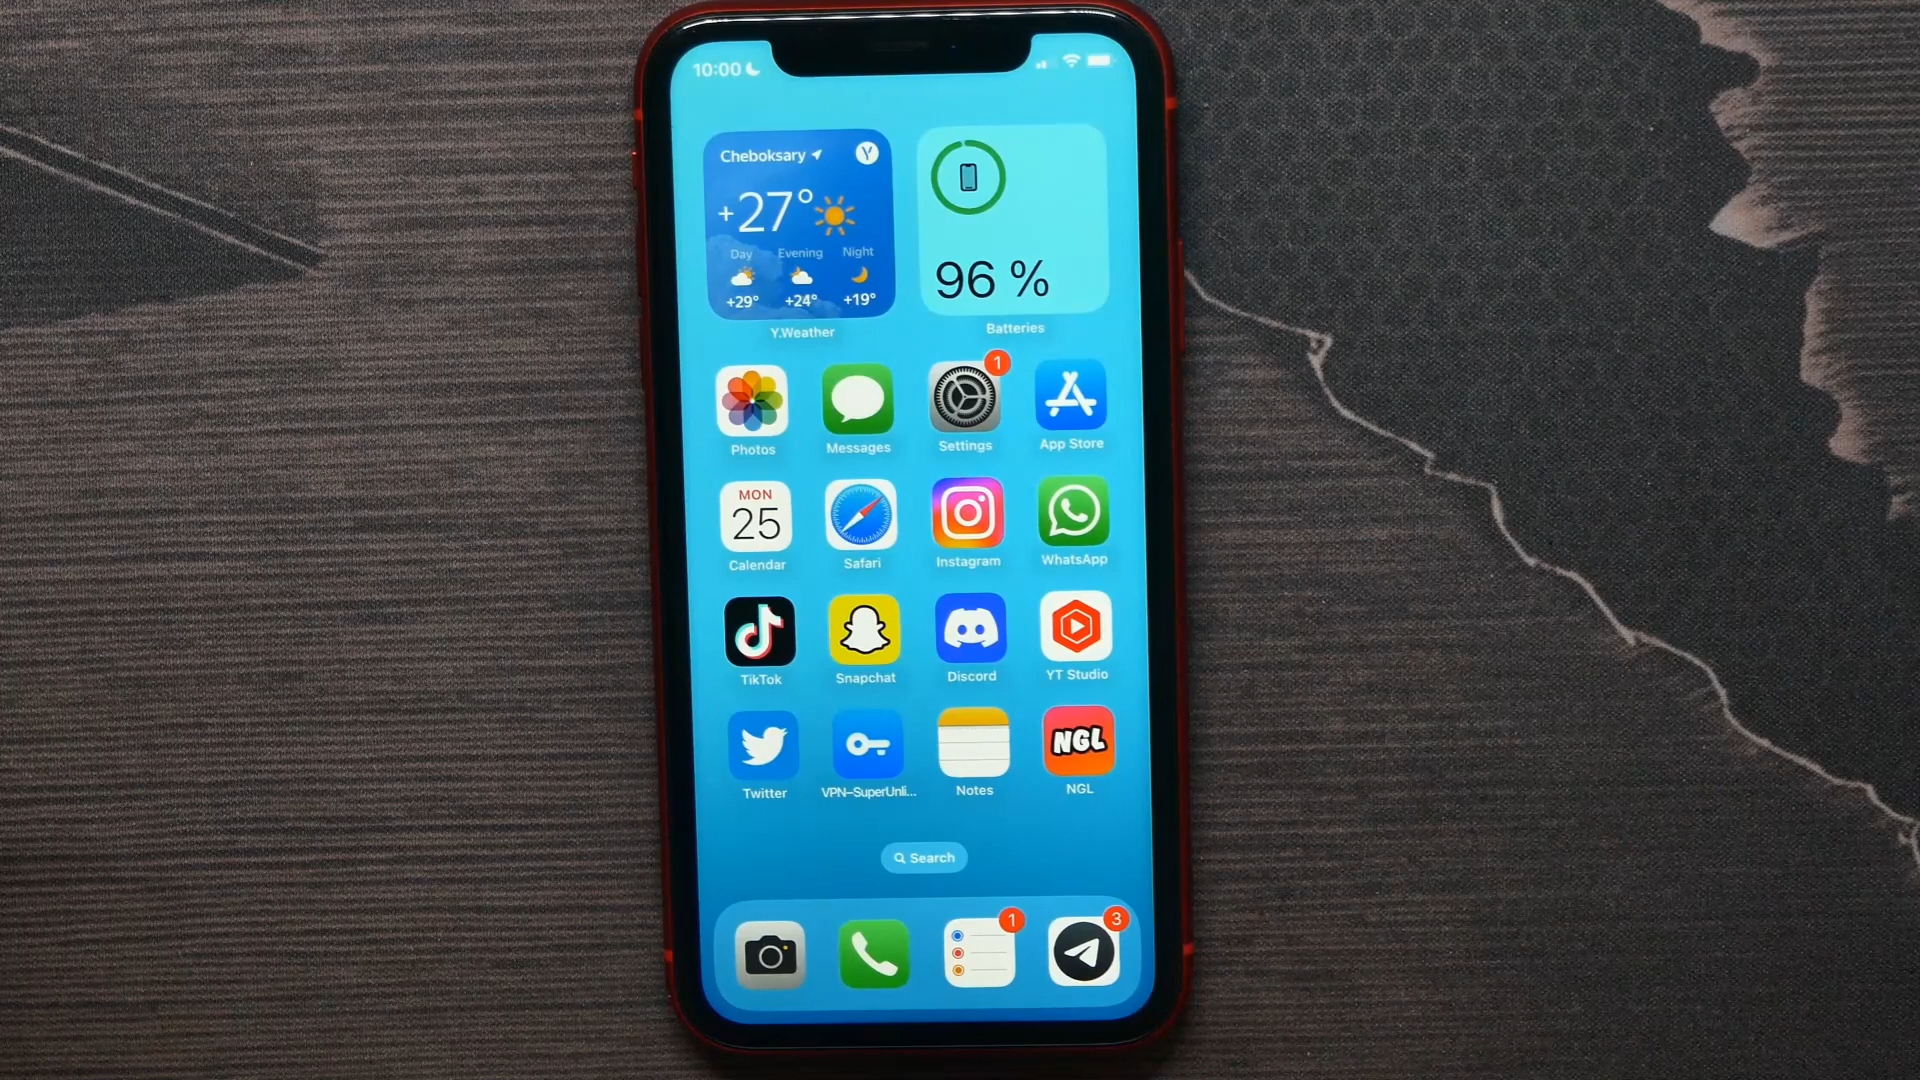 10:00
Cheboksary Y
+27°
Day Evening Night
+29° +24° +19°
Y.Weather
96 %
Batteries
1
Photos Messages Settings App Store
MON
25
Calendar Safari Instagram WhatsApp
TikTok Snapchat Discord YT Studio
NGL
Twitter VPN–SuperUnli... Notes NGL
Search
1 3